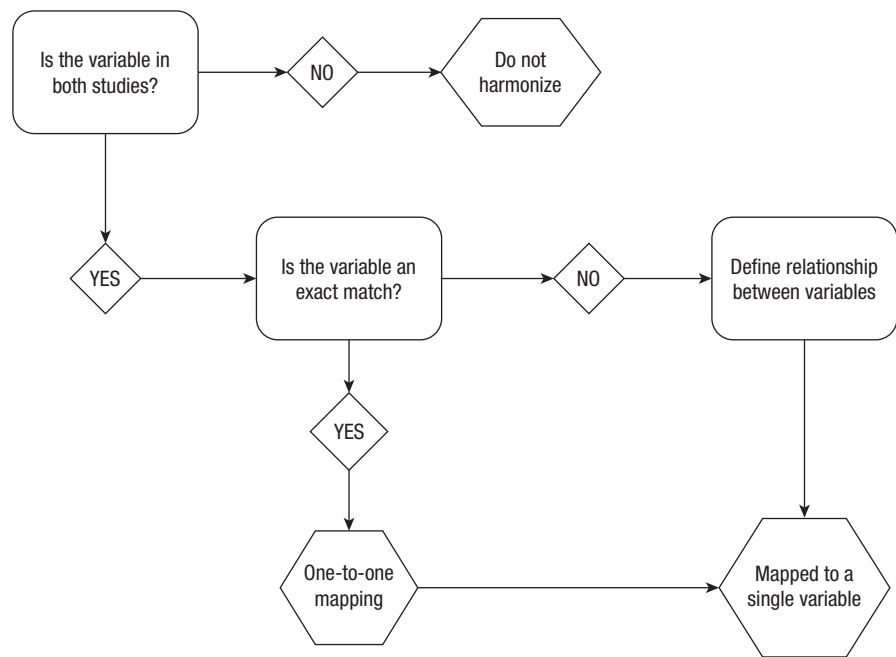 Is the variable in
both studies?
NO
Do not
harmonize
YES
Is the variable an
exact match?
NO
Define relationship
between variables
YES
One-to-one
mapping
Mapped to a
single variable